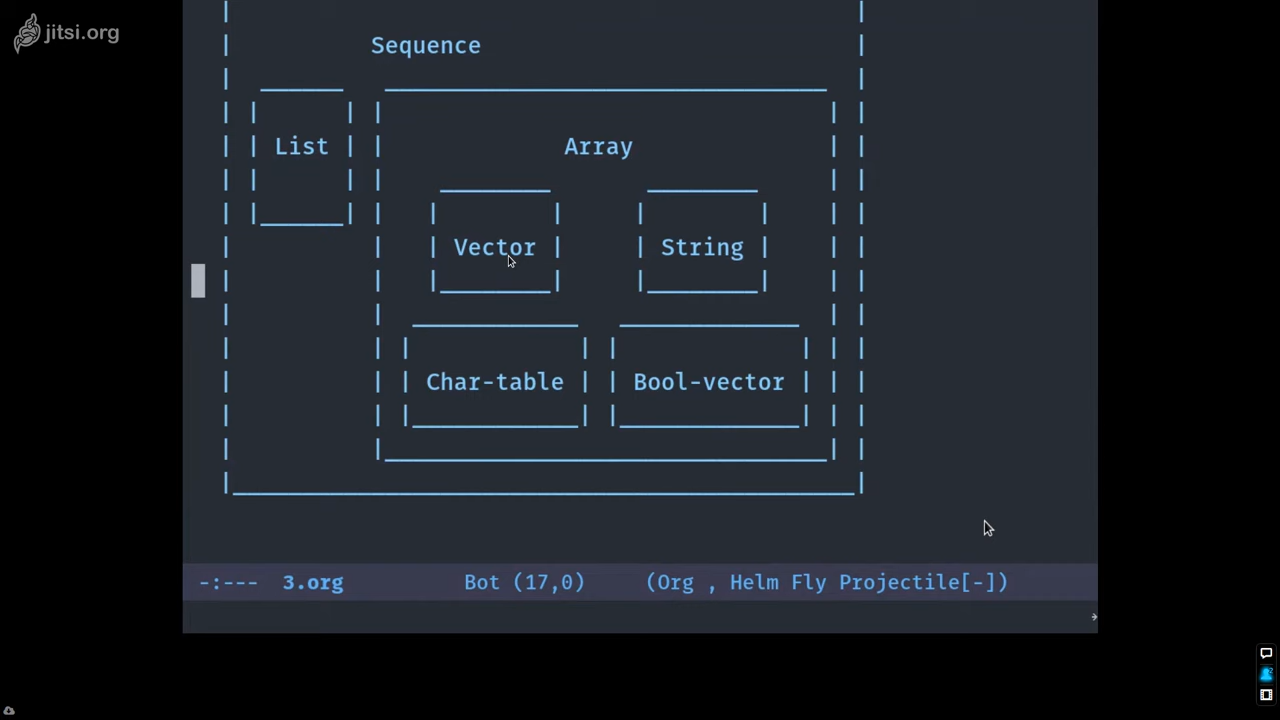 jitsi.org
Sequence
List
Array
Vector
String
Char-table
Bool-vector
-:--- 3.org Bot (17,0) (Org , Helm Fly Projectile[-])